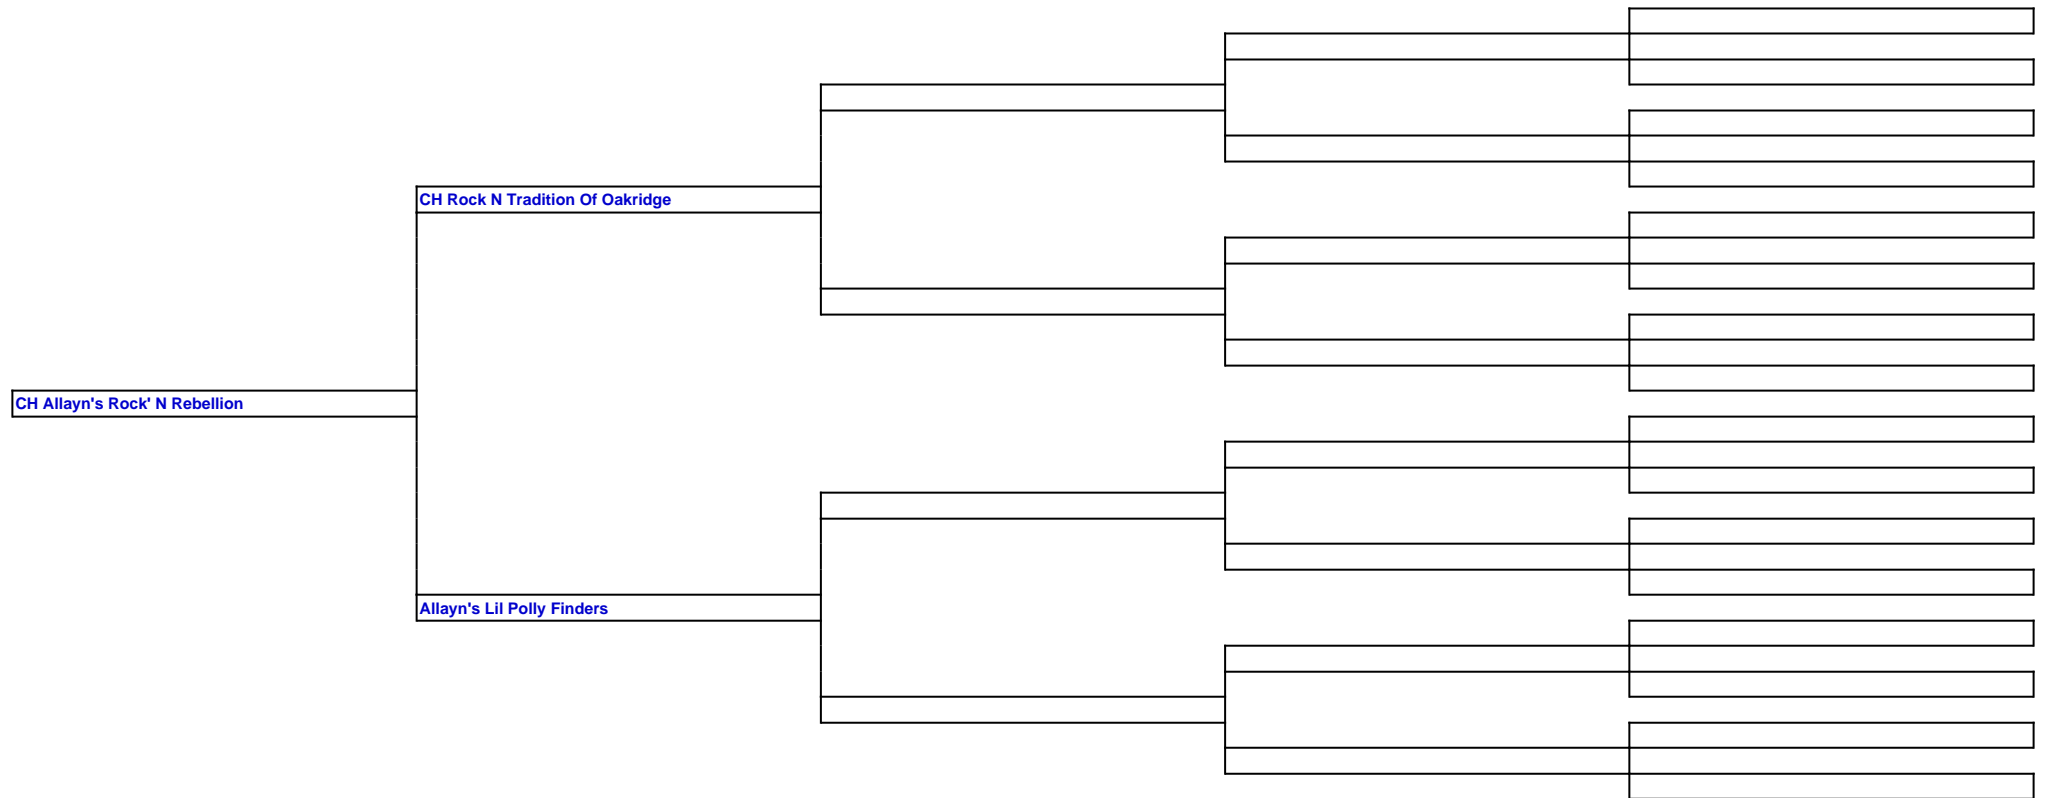 CH Rock N Tradition Of Oakridge
CH Allayn's Rock' N Rebellion
Allayn's Lil Polly Finders